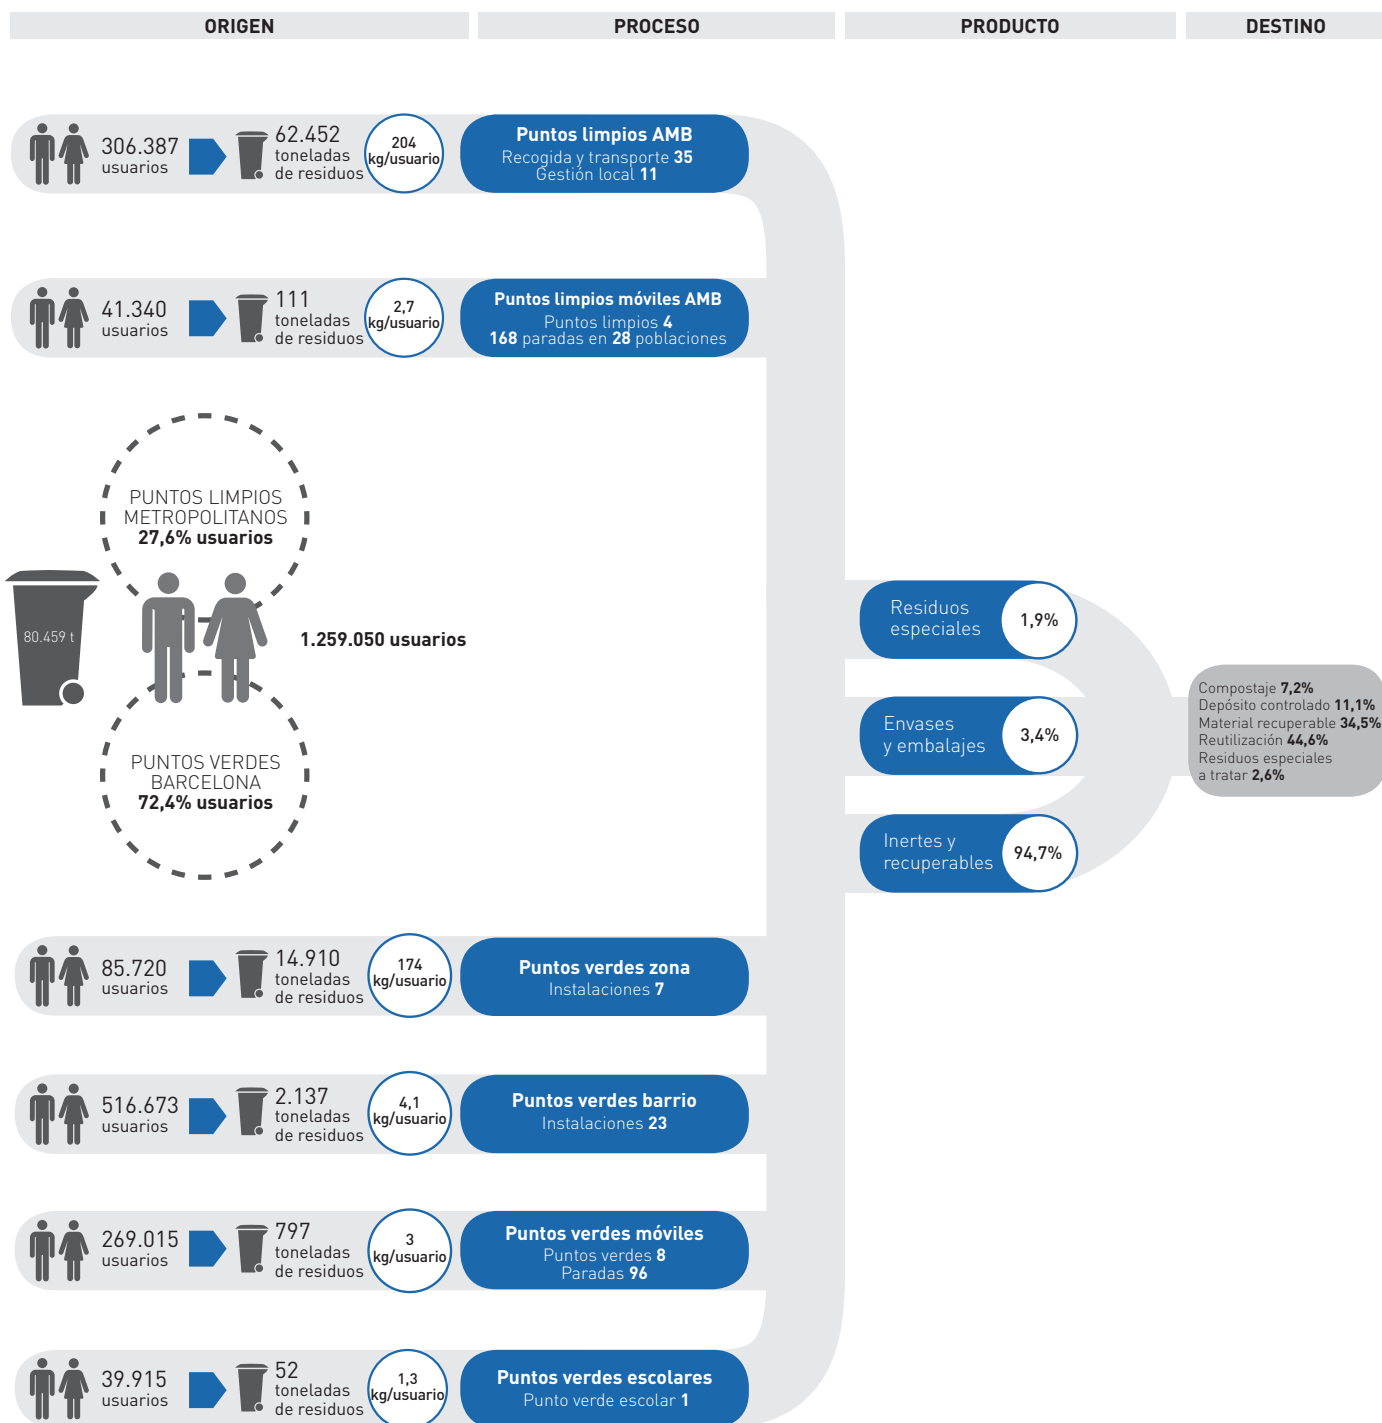 ORIGEN
PROCESO
PRODUCTO
DESTINO
306.387
usuarios
62.452
toneladas
de residuos
204
kg/usuario
Puntos limpios AMB
Recogida y transporte 35
Gestión local 11
41.340
usuarios
111
toneladas
de residuos
2,7
kg/usuario
Puntos limpios móviles AMB
Puntos limpios 4
168 paradas en 28 poblaciones
PUNTOS LIMPIOS
METROPOLITANOS
27,6% usuarios
80.459 t
1.259.050 usuarios
PUNTOS VERDES
BARCELONA
72,4% usuarios
Residuos
especiales
1,9%
Envases
y embalajes
3,4%
Inertes y
recuperables
94,7%
Compostaje 7,2%
Depósito controlado 11,1%
Material recuperable 34,5%
Reutilización 44,6%
Residuos especiales
a tratar 2,6%
85.720
usuarios
14.910
toneladas
de residuos
174
kg/usuario
Puntos verdes zona
Instalaciones 7
516.673
usuarios
2.137
toneladas
de residuos
4,1
kg/usuario
Puntos verdes barrio
Instalaciones 23
269.015
usuarios
797
toneladas
de residuos
3
kg/usuario
Puntos verdes móviles
Puntos verdes 8
Paradas 96
39.915
usuarios
52
toneladas
de residuos
1,3
kg/usuario
Puntos verdes escolares
Punto verde escolar 1